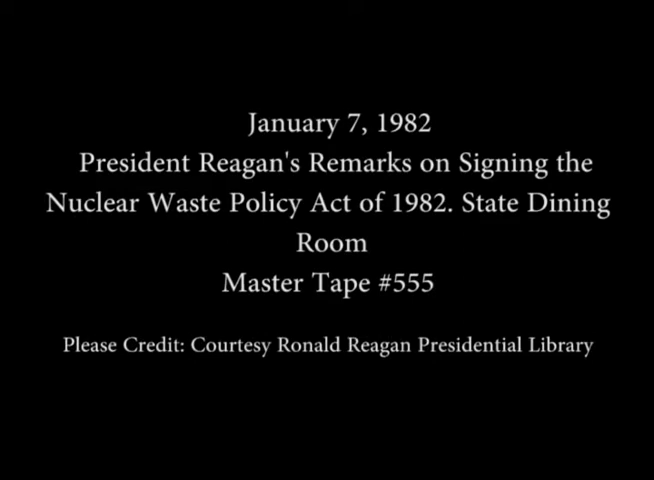 January 7, 1982
President Reagan's Remarks on Signing the
Nuclear Waste Policy Act of 1982. State Dining
Room
Master Tape #555
Please Credit: Courtesy Ronald Reagan Presidential Library